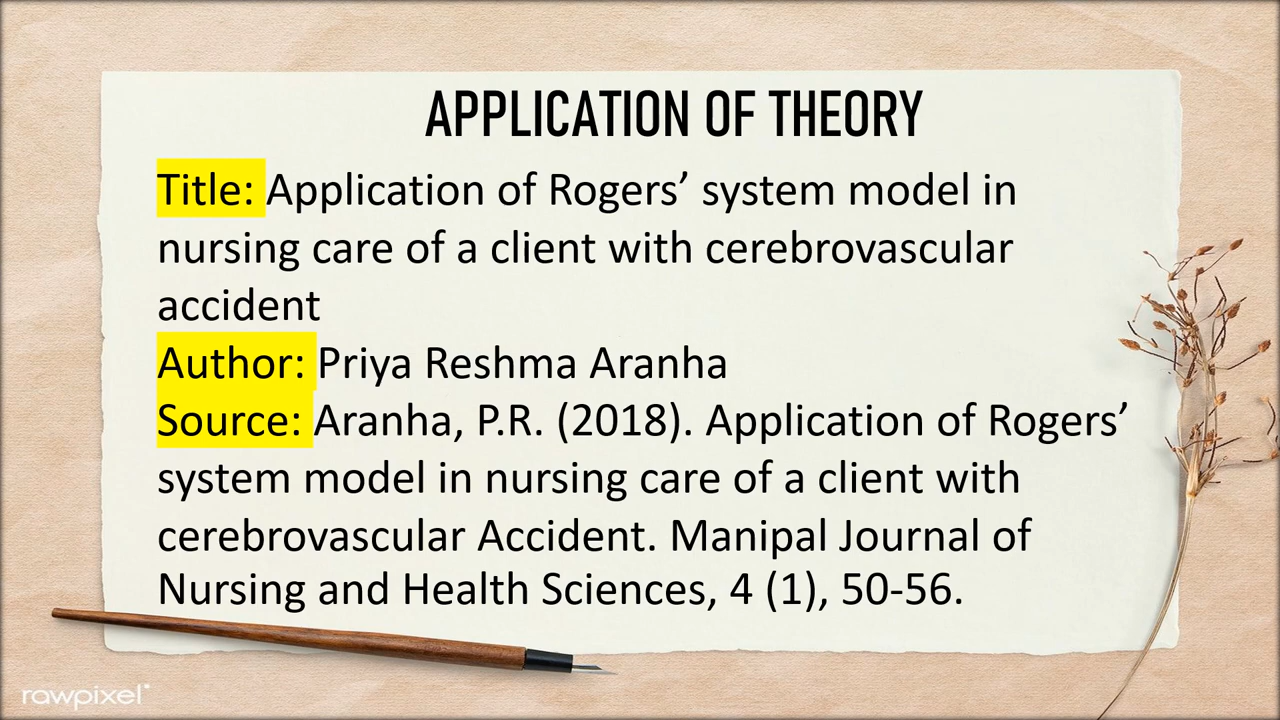 APPLICATION OF THEORY
Title: Application of Rogers’ system model in
nursing care of a client with cerebrovascular
accident
Author: Priya Reshma Aranha
Source: Aranha, P.R. (2018). Application of Rogers’
system model in nursing care of a client with
cerebrovascular Accident. Manipal Journal of
Nursing and Health Sciences, 4 (1), 50-56.
rawpixel